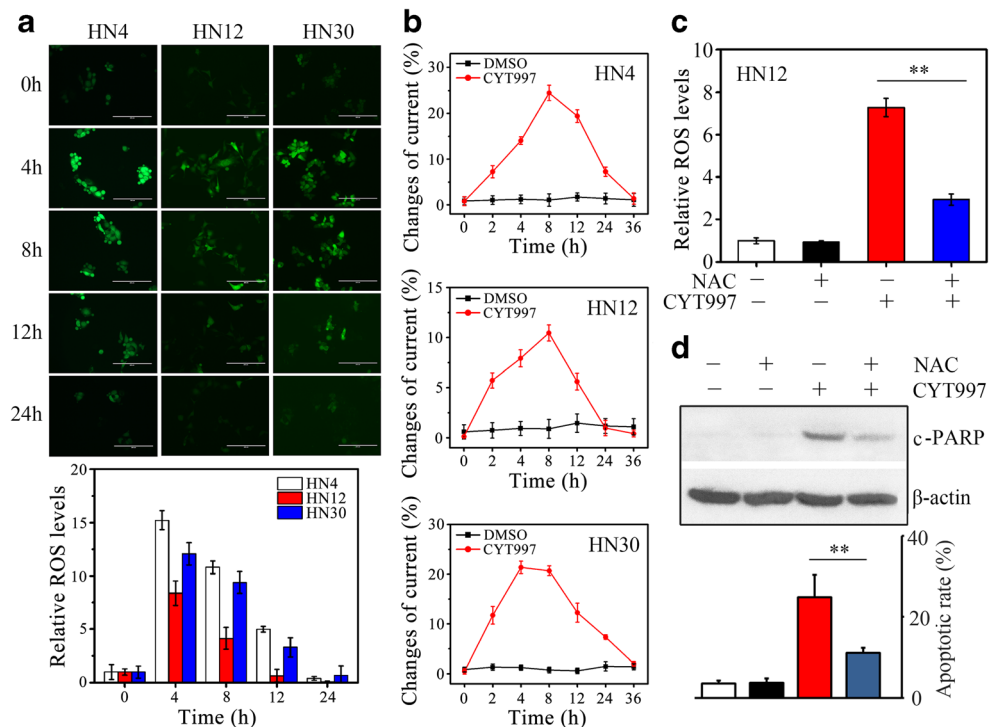 a
HN4 HN12 HN30
0h
4h
8h
12h
24h
Relative ROS levels
20
15
10
5
0
HN4
HN12
HN30
0 4 8 12 24
Time (h)
b
Changes of current (%)
30
20
10
0
DMSO
CYT997
HN4
0 2 4 8 12 24 36
Time (h)
Changes of current (%)
15
10
5
0
DMSO
CYT997
HN12
0 2 4 8 12 24 36
Time (h)
Changes of current (%)
30
20
10
0
DMSO
CYT997
HN30
0 2 4 8 12 24 36
Time (h)
c
Relative ROS levels
10
8
6
4
2
0
HN12
**
NAC − + − +
CYT997 − − + +
d
− + − + NAC
− − + + CYT997
c-PARP
β-actin
**
40
20
0
Apoptotic rate (%)